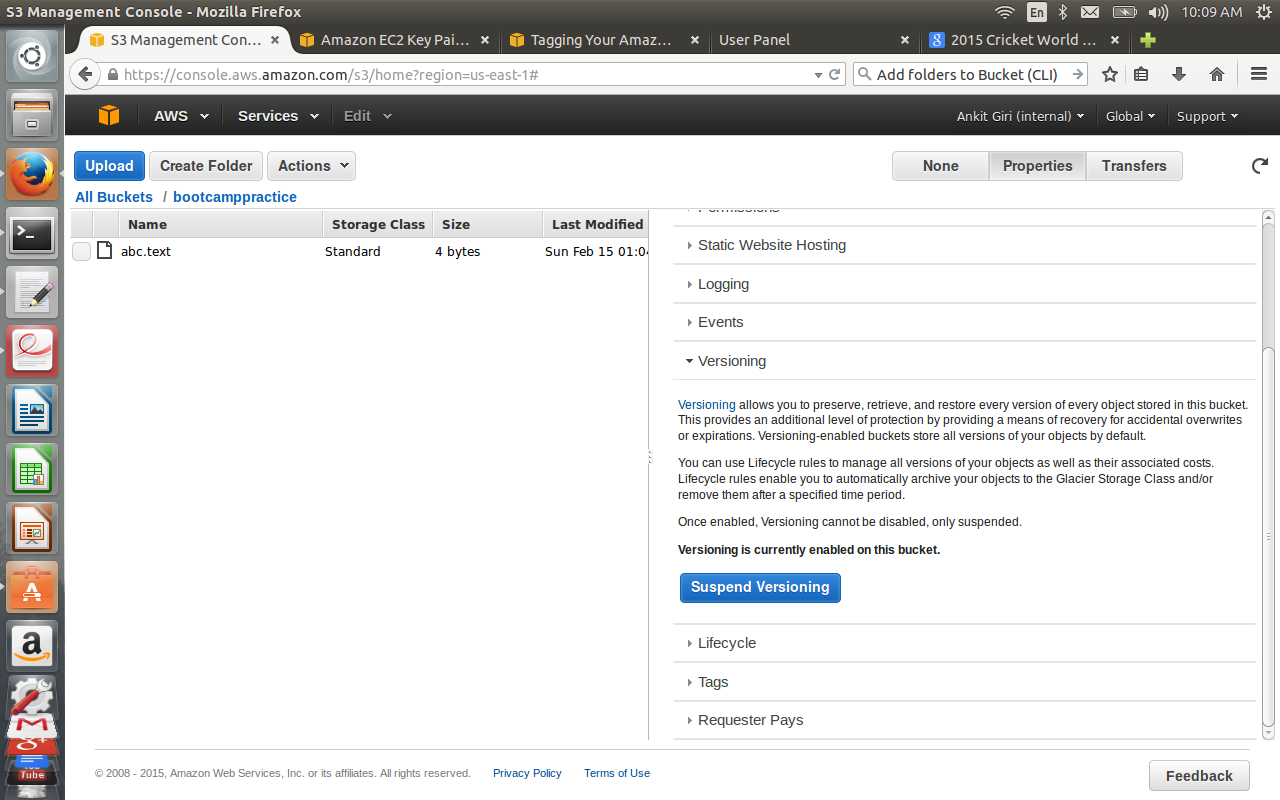 S3 Management Console - Mozilla Firefox
En
10:09 AM
S3 Management Con...
Amazon EC2 Key Pai...
Tagging Your Amaz...
User Panel
2015 Cricket World ...
https://console.aws.amazon.com/s3/home?region=us-east-1#
Add folders to Bucket (CLI)
AWS
Services
Edit
Ankit Giri (internal)
Global
Support
Upload
Create Folder
Actions
None
Properties
Transfers
All Buckets / bootcamppractice
Name
Storage Class
Size
Last Modified
abc.text
Standard
4 bytes
Sun Feb 15 01:04
Permissions
Static Website Hosting
Logging
Events
Versioning
Versioning allows you to preserve, retrieve, and restore every version of every object stored in this bucket.
This provides an additional level of protection by providing a means of recovery for accidental overwrites
or expirations. Versioning-enabled buckets store all versions of your objects by default.
You can use Lifecycle rules to manage all versions of your objects as well as their associated costs.
Lifecycle rules enable you to automatically archive your objects to the Glacier Storage Class and/or
remove them after a specified time period.
Once enabled, Versioning cannot be disabled, only suspended.
Versioning is currently enabled on this bucket.
Suspend Versioning
Lifecycle
Tags
Requester Pays
© 2008 - 2015, Amazon Web Services, Inc. or its affiliates. All rights reserved.
Privacy Policy
Terms of Use
Feedback